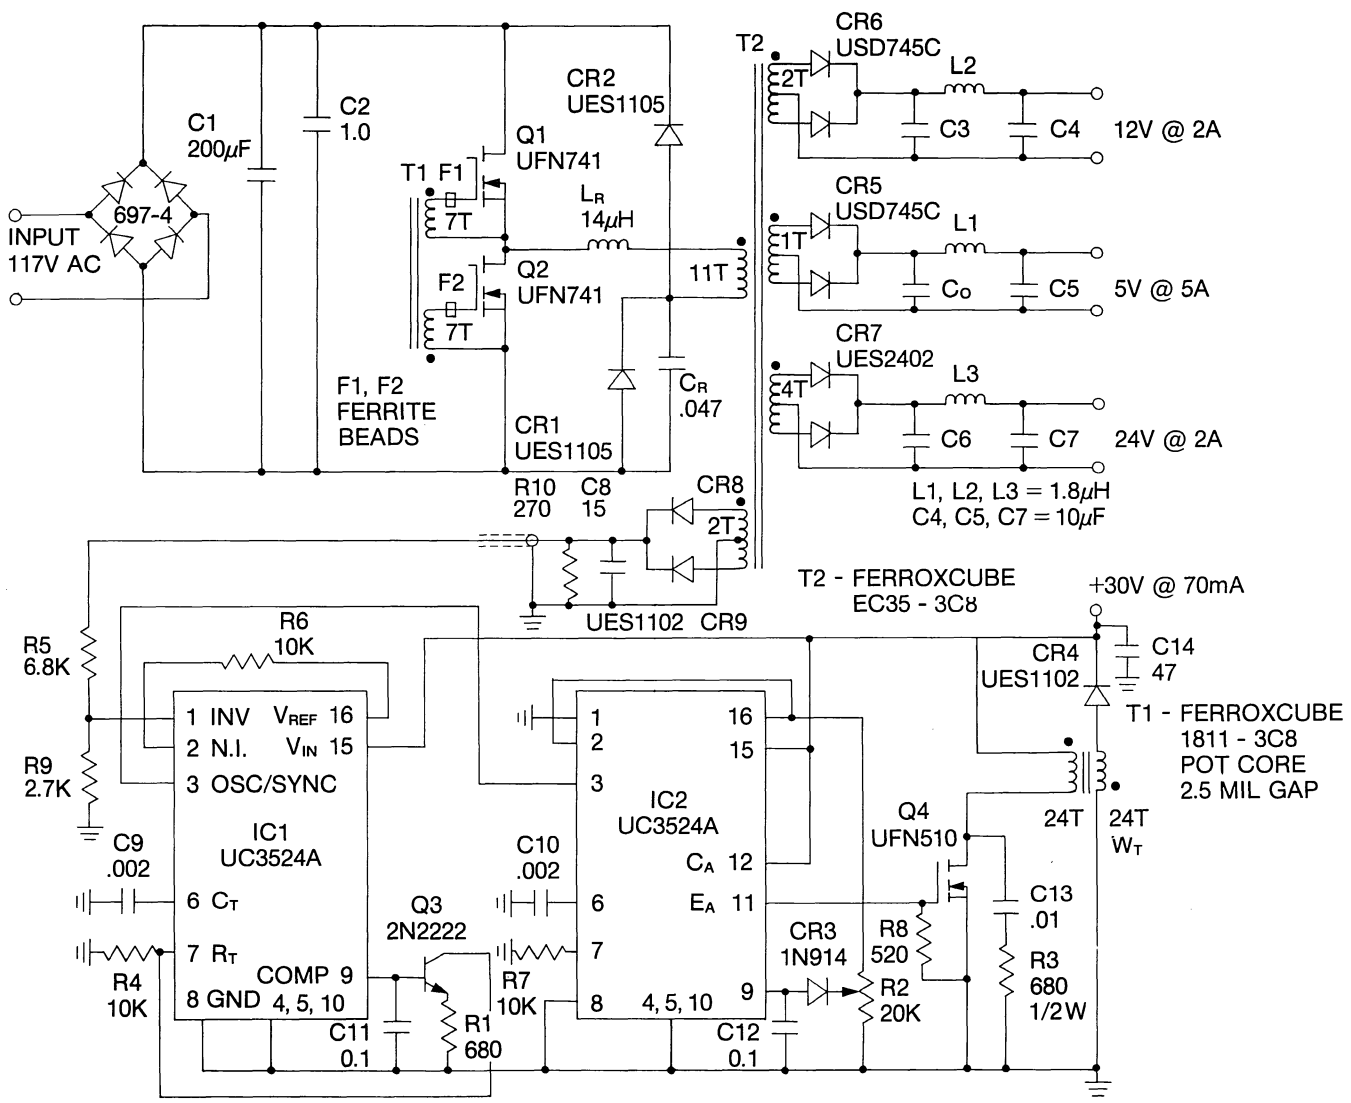 INPUT
117V AC
697-4
C1
200µF
C2
1.0
T1
F1
7T
F2
7T
F1, F2
FERRITE
BEADS
Q1
UFN741
Q2
UFN741
LR
14µH
CR2
UES1105
CR1
UES1105
CR
.047
T2
11T
2T
CR6
USD745C
L2
C3
C4
12V @ 2A
1T
CR5
USD745C
L1
Co
C5
5V @ 5A
4T
CR7
UES2402
L3
C6
C7
24V @ 2A
L1, L2, L3 = 1.8µH
C4, C5, C7 = 10µF
R10
270
C8
15
CR8
2T
UES1102 CR9
T2 - FERROXCUBE
EC35 - 3C8
+30V @ 70mA
C14
47
CR4
UES1102
T1 - FERROXCUBE
1811 - 3C8
POT CORE
2.5 MIL GAP
24T
24T
WT
R5
6.8K
R9
2.7K
R6
10K
1 INV
VREF 16
2 N.I.
VIN 15
3 OSC/SYNC
IC1
UC3524A
6 CT
7 RT
COMP 9
8 GND
4, 5, 10
C9
.002
R4
10K
Q3
2N2222
C11
0.1
R1
680
1
16
2
15
3
IC2
UC3524A
CA 12
EA 11
6
7
9
8
4, 5, 10
C10
.002
R7
10K
C12
0.1
CR3
1N914
R2
20K
R8
520
Q4
UFN510
C13
.01
R3
680
1/2W